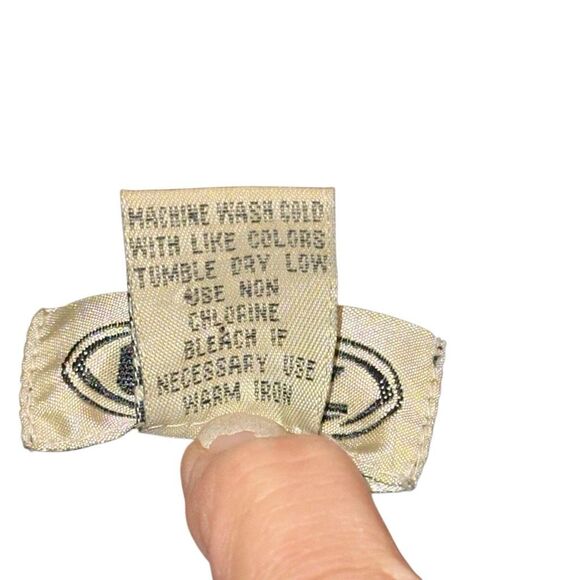 MACHINE WASH COLD
WITH LIKE COLORS
TUMBLE DRY LOW
USE NON
CHLORINE
BLEACH IF
NECESSARY USE
WARM IRON